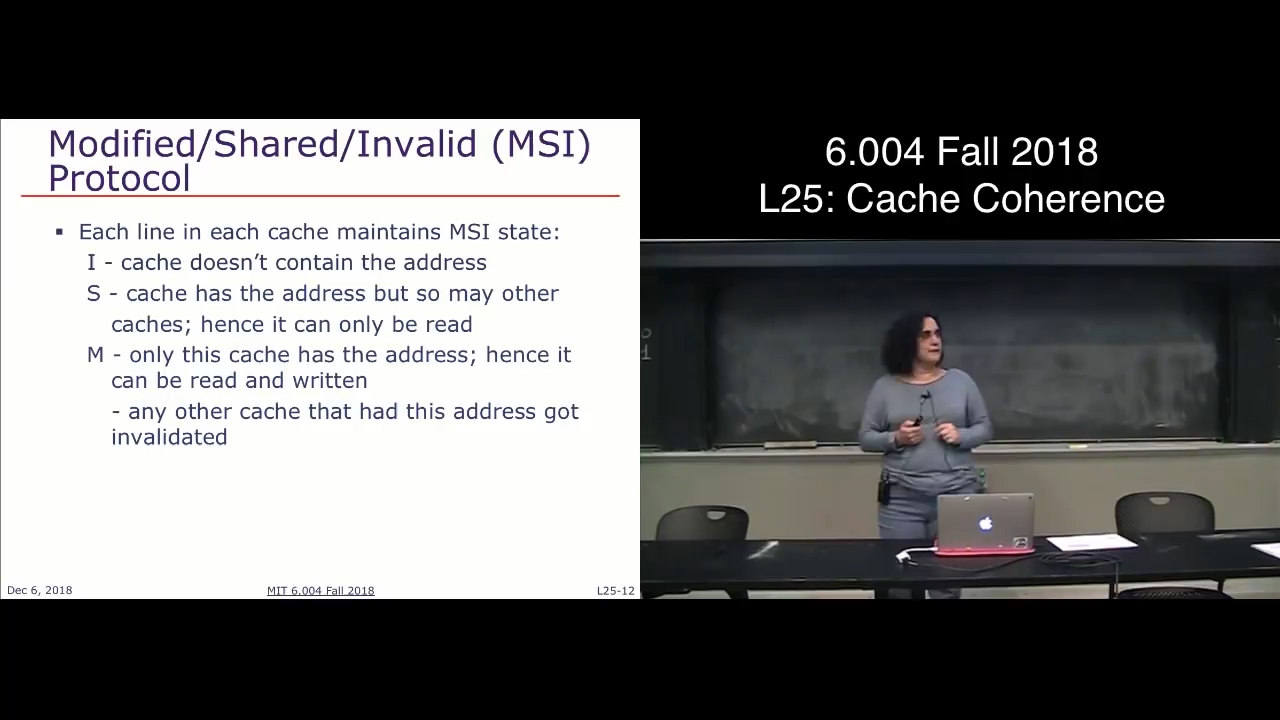 Modified/Shared/Invalid (MSI)
Protocol
▪ Each line in each cache maintains MSI state:
I - cache doesn’t contain the address
S - cache has the address but so may other
caches; hence it can only be read
M - only this cache has the address; hence it
can be read and written
- any other cache that had this address got
invalidated
Dec 6, 2018
MIT 6.004 Fall 2018
L25-12
6.004 Fall 2018
L25: Cache Coherence